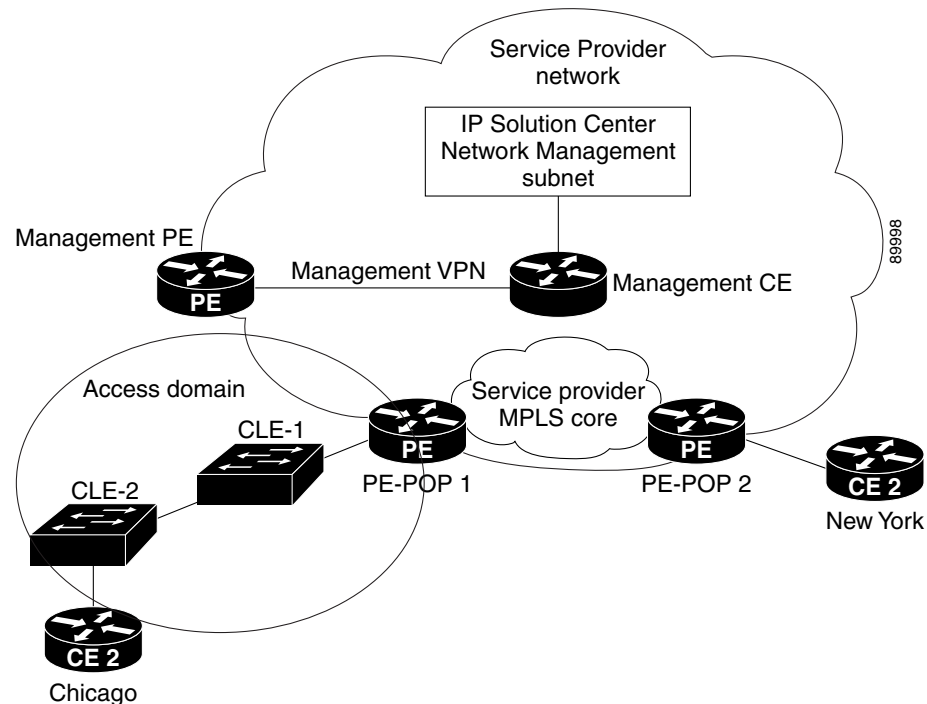 Service Provider
network
IP Solution Center
Network Management
subnet
89998
Management PE
PE
Management VPN
Management CE
Access domain
Service provider
MPLS core
CLE-1
PE
PE-POP 1
PE
PE-POP 2
CE 2
New York
CLE-2
CE 2
Chicago